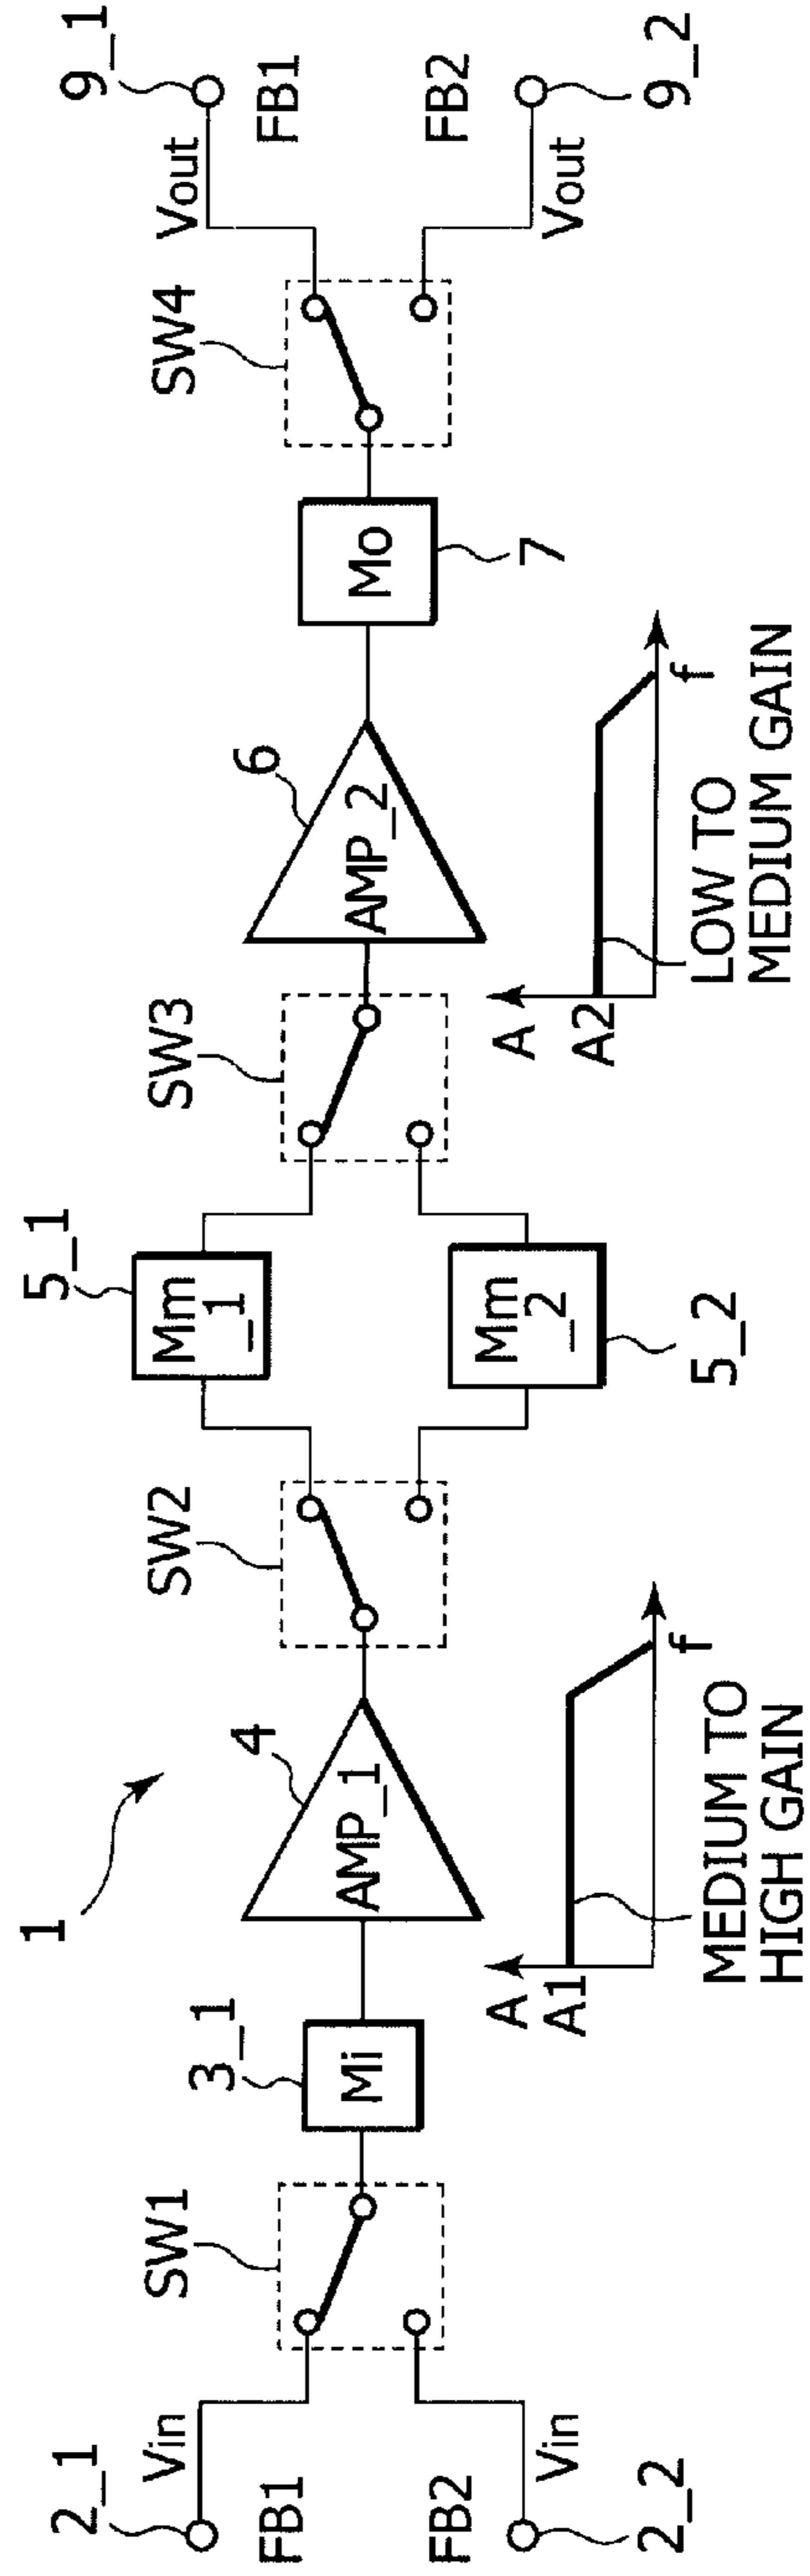 1
2_1
Vin
FB1
FB2
Vin
2_2
SW1
3_1
Mi
4
AMP_1
A
A1
f
MEDIUM TO
HIGH GAIN
SW2
5_1
Mm
_1
Mm
_2
5_2
SW3
6
AMP_2
A
A2
f
LOW TO
MEDIUM GAIN
Mo
7
SW4
Vout
9_1
FB1
FB2
Vout
9_2